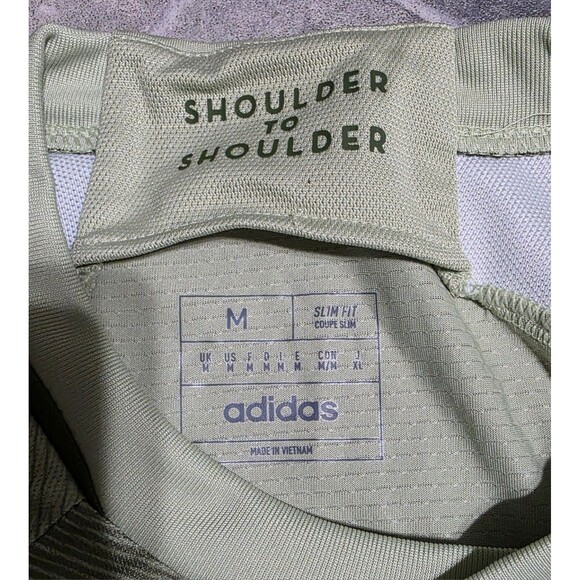 SHOULDER
TO
SHOULDER
M
SLIM FIT
COUPE SLIM
UK US F D I E CON J
M M M M M M M/M XL
adidas
MADE IN VIETNAM